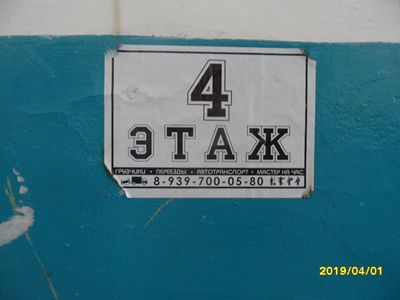 4
ЭТАЖ
ГРУЗЧИКИ • ПЕРЕЕЗДЫ • АВТОТРАНСПОРТ • МАСТЕР НА ЧАС
8-939-700-05-80
2019/04/01